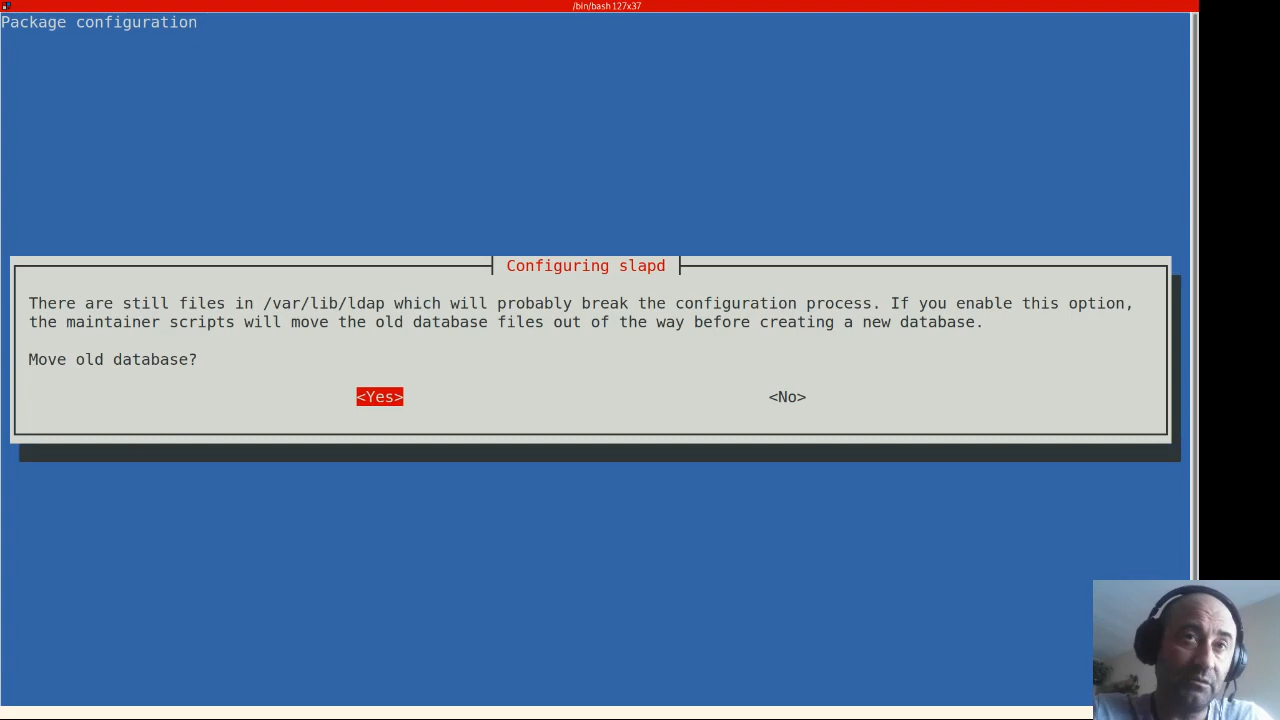 /bin/bash 127x37
Package configuration
Configuring slapd
There are still files in /var/lib/ldap which will probably break the configuration process. If you enable this option,
the maintainer scripts will move the old database files out of the way before creating a new database.
Move old database?
<Yes> <No>